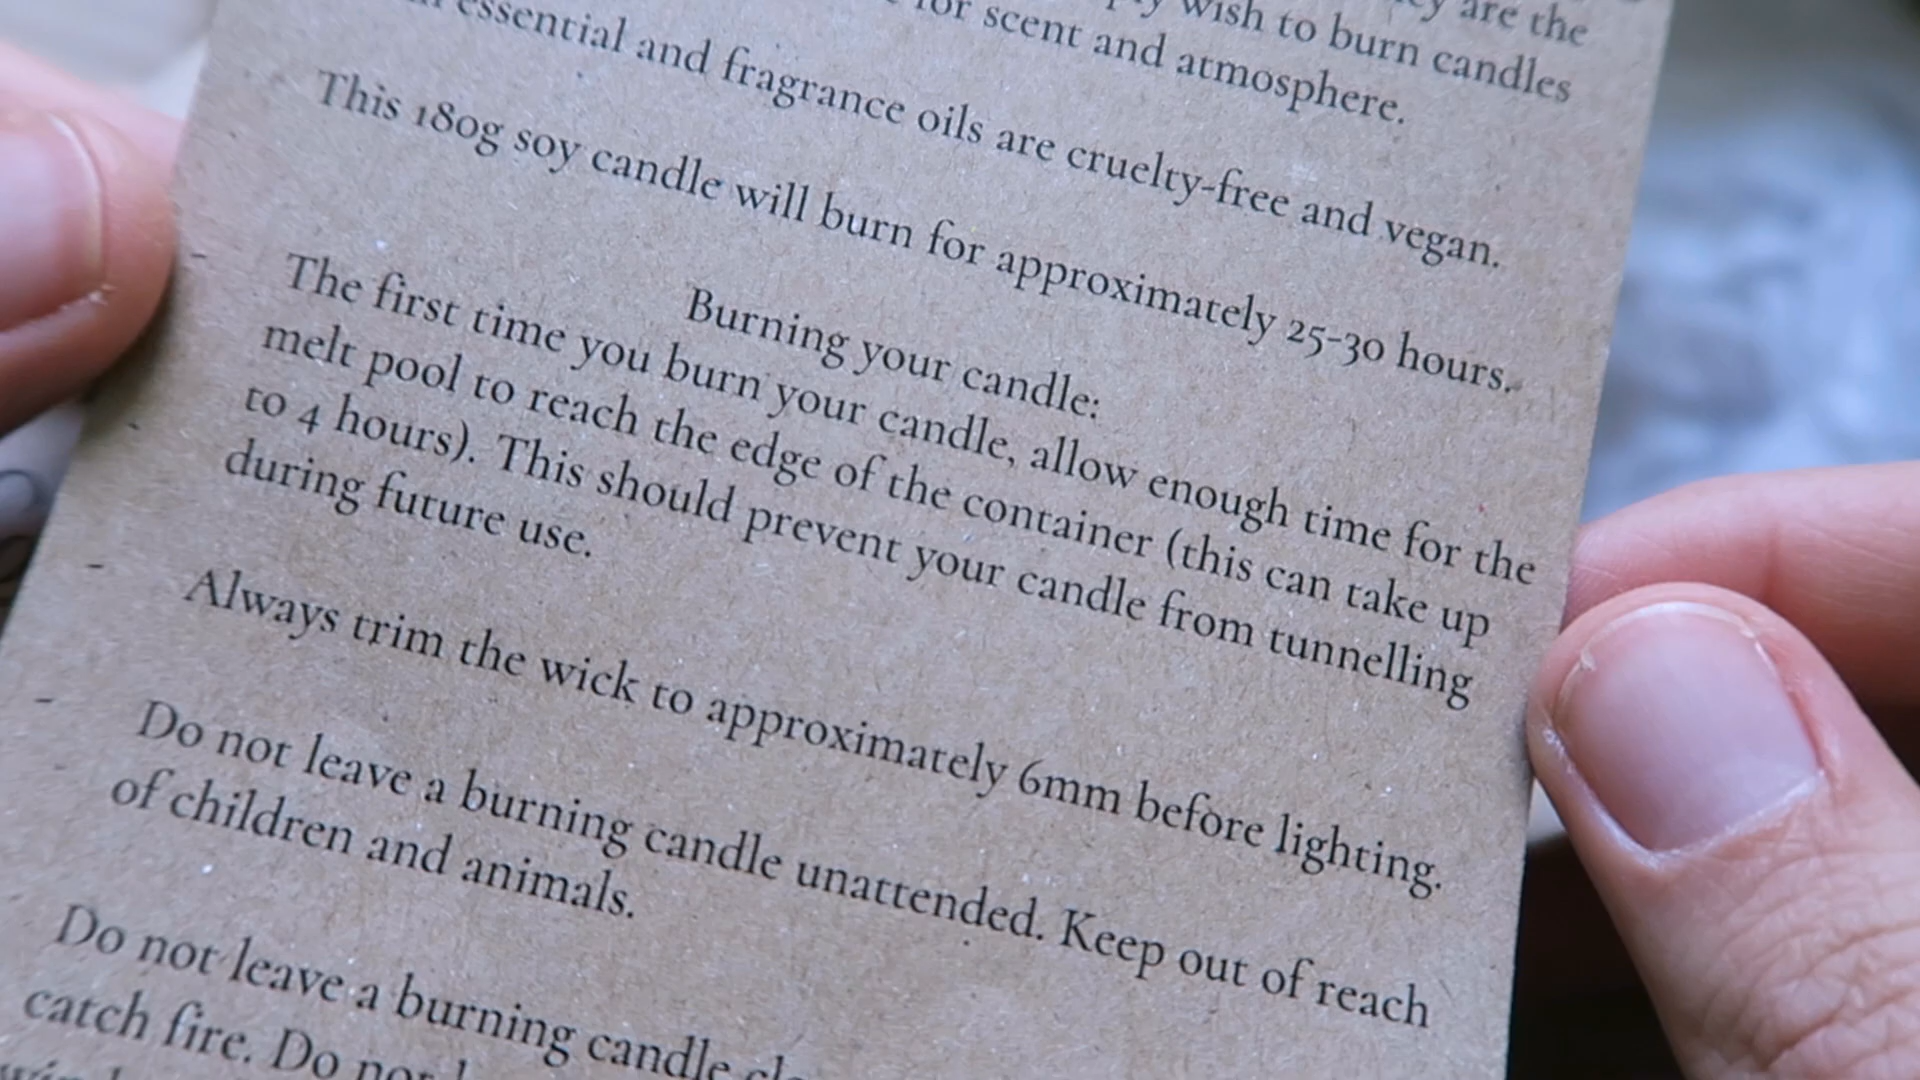 are the
wish to burn candles
for scent and atmosphere.
essential and fragrance oils are cruelty-free and vegan.
This 180g soy candle will burn for approximately 25-30 hours.
Burning your candle:
- The first time you burn your candle, allow enough time for the
melt pool to reach the edge of the container (this can take up
to 4 hours). This should prevent your candle from tunnelling
during future use.
- Always trim the wick to approximately 6mm before lighting.
- Do not leave a burning candle unattended. Keep out of reach
of children and animals.
Do not leave a burning candle
catch fire. Do not